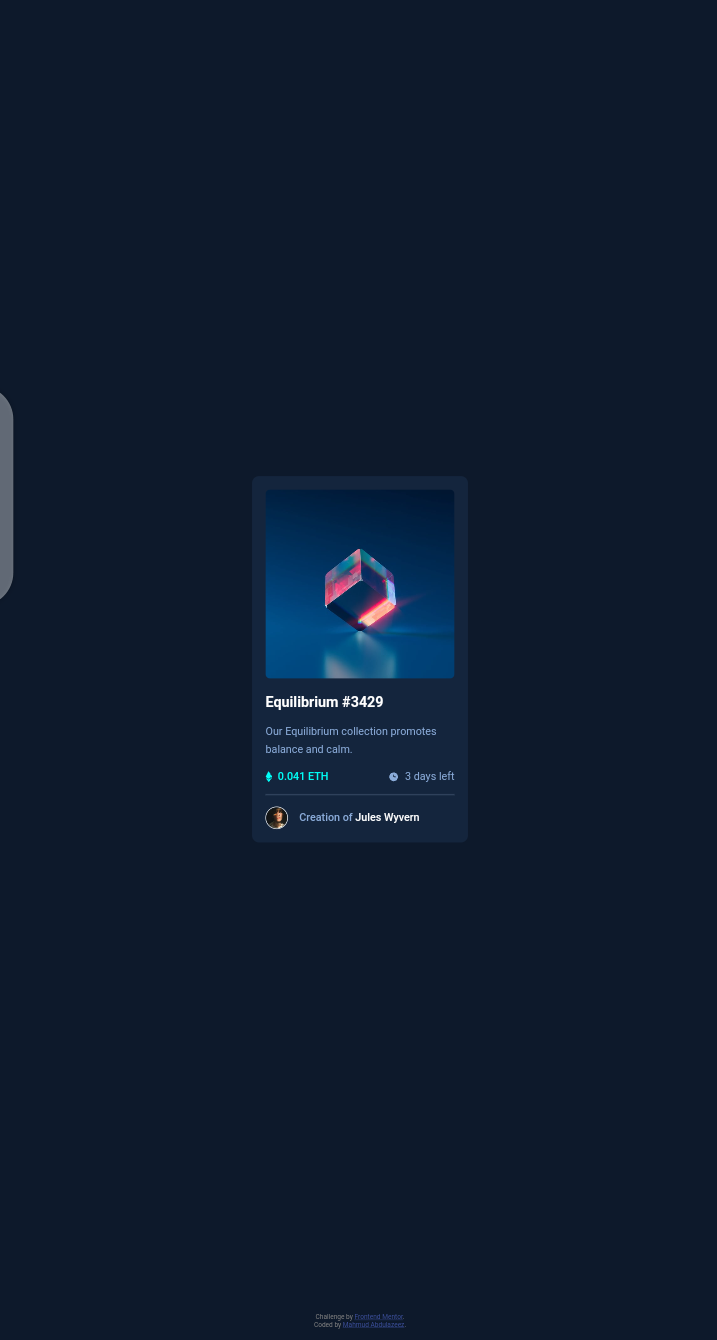 Equilibrium #3429
Our Equilibrium collection promotes
balance and calm.
0.041 ETH
3 days left
Creation of Jules Wyvern
Challenge by Frontend Mentor.
Coded by Mahmud Abdulazeez.